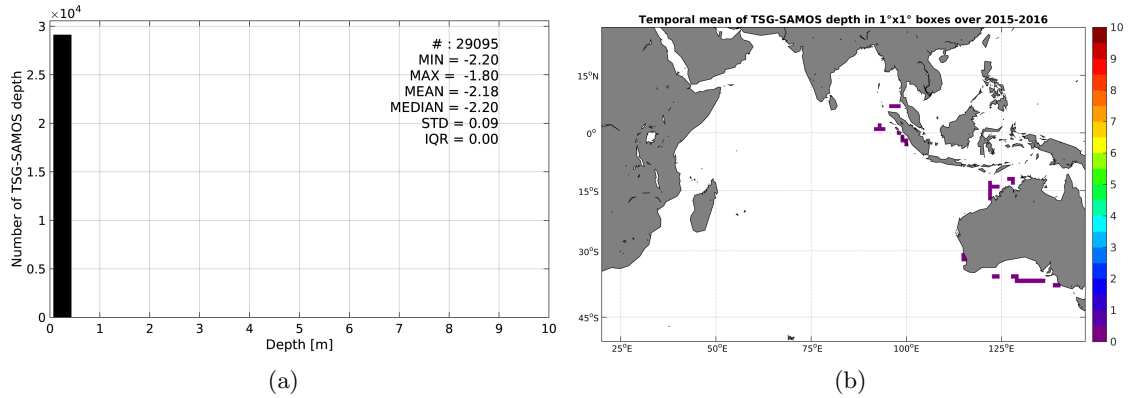 ×10⁴
3
2.5
2
1.5
1
0.5
0
Number of TSG-SAMOS depth
# : 29095
MIN = -2.20
MAX = -1.80
MEAN = -2.18
MEDIAN = -2.20
STD = 0.09
IQR = 0.00
0 1 2 3 4 5 6 7 8 9 10
Depth [m]
(a)
Temporal mean of TSG-SAMOS depth in 1°x1° boxes over 2015-2016
15°N
0°
15°S
30°S
45°S
25°E 50°E 75°E 100°E 125°E
10
9
8
7
6
5
4
3
2
1
0
(b)